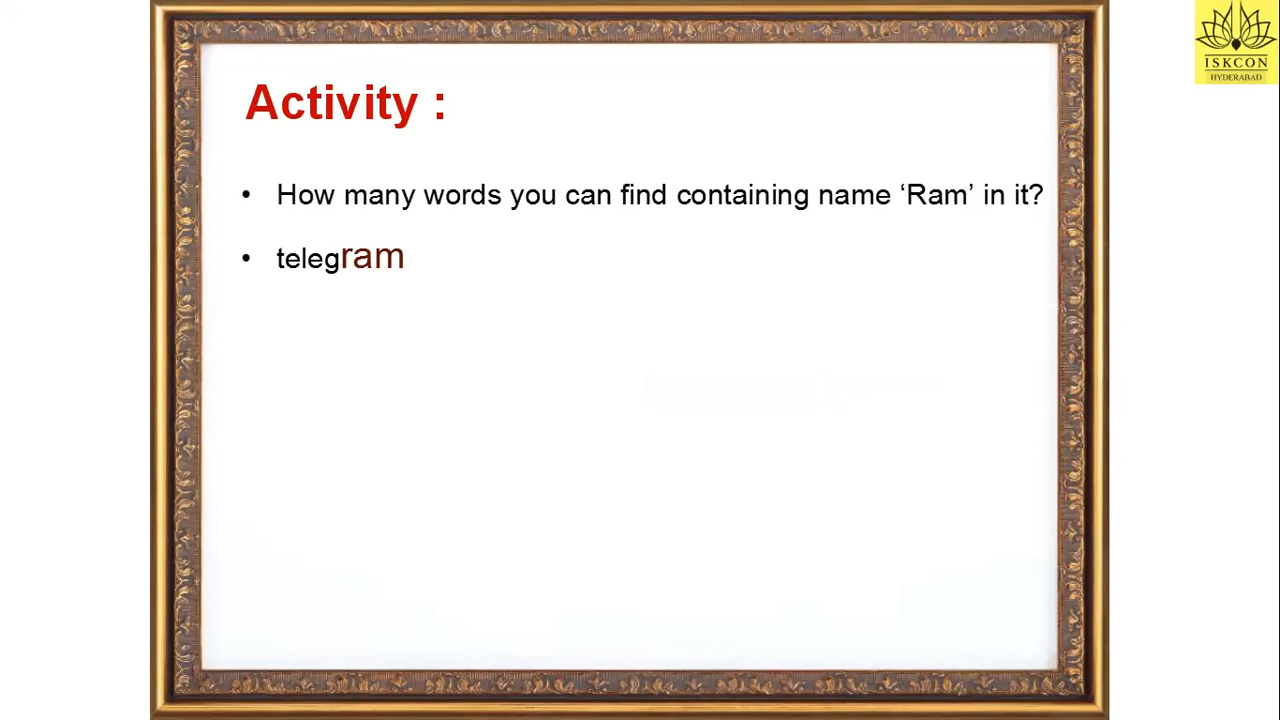 ISKCON
HYDERABAD
Activity :
• How many words you can find containing name ‘Ram’ in it?
• telegram